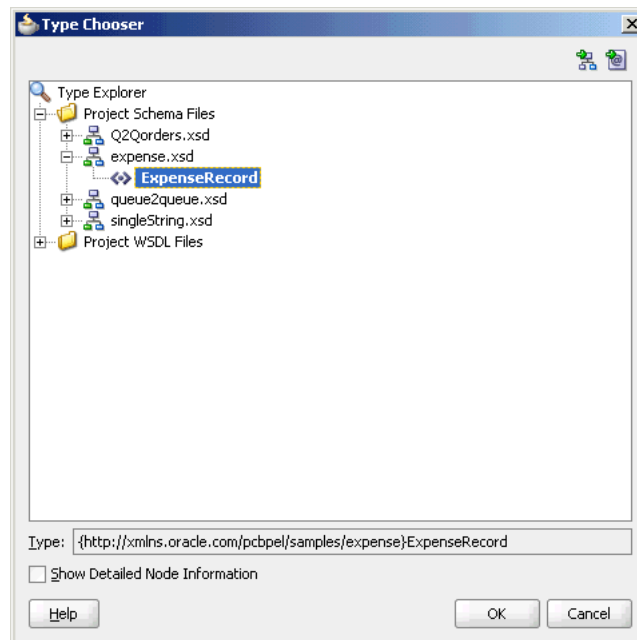 Type Chooser
Type Explorer
Project Schema Files
Q2Qorders.xsd
expense.xsd
ExpenseRecord
queue2queue.xsd
singleString.xsd
Project WSDL Files
Type: {http://xmlns.oracle.com/pcbpel/samples/expense}ExpenseRecord
Show Detailed Node Information
Help OK Cancel